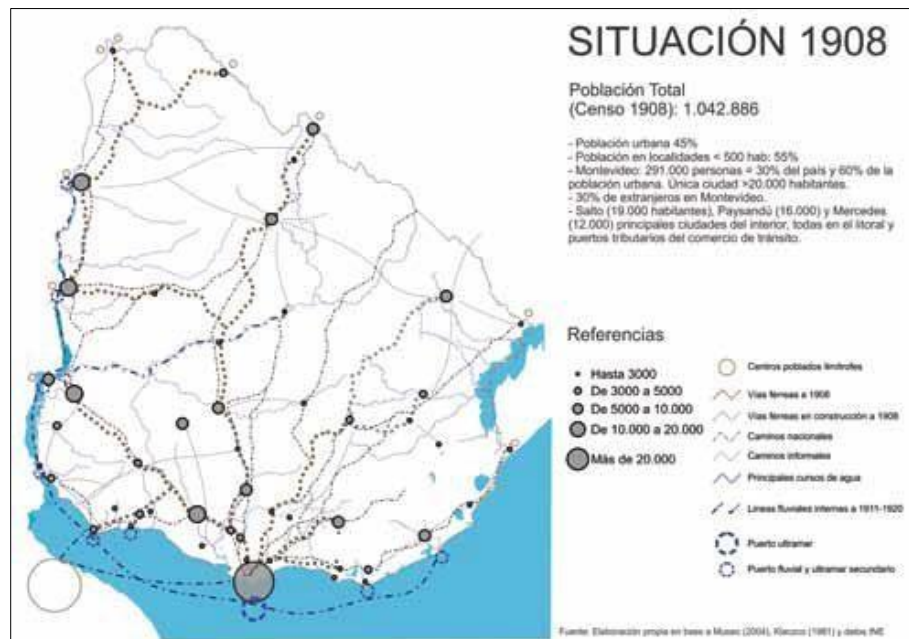 SITUACIÓN 1908
Población Total
(Censo 1908): 1.042.886
- Población urbana 45%
- Población en localidades < 500 hab: 55%
- Montevideo: 291.000 personas = 30% del país y 60% de la
población urbana. Única ciudad >20.000 habitantes.
- 30% de extranjeros en Montevideo.
- Salto (19.000 habitantes), Paysandú (16.000) y Mercedes
(12.000) principales ciudades del interior, todas en el litoral y
puertos tributarios del comercio de tránsito.
Referencias
Hasta 3000
De 3000 a 5000
De 5000 a 10.000
De 10.000 a 20.000
Más de 20.000
Centros poblados limítrofes
Vías férreas a 1908
Vías férreas en construcción a 1908
Caminos nacionales
Caminos informales
Principales cursos de agua
Líneas fluviales internas a 1911-1920
Puerto ultramar
Puerto fluvial y ultramar secundario
Fuente: Elaboración propia en base a Musso (2004), Klaczco (1981) y datos INE